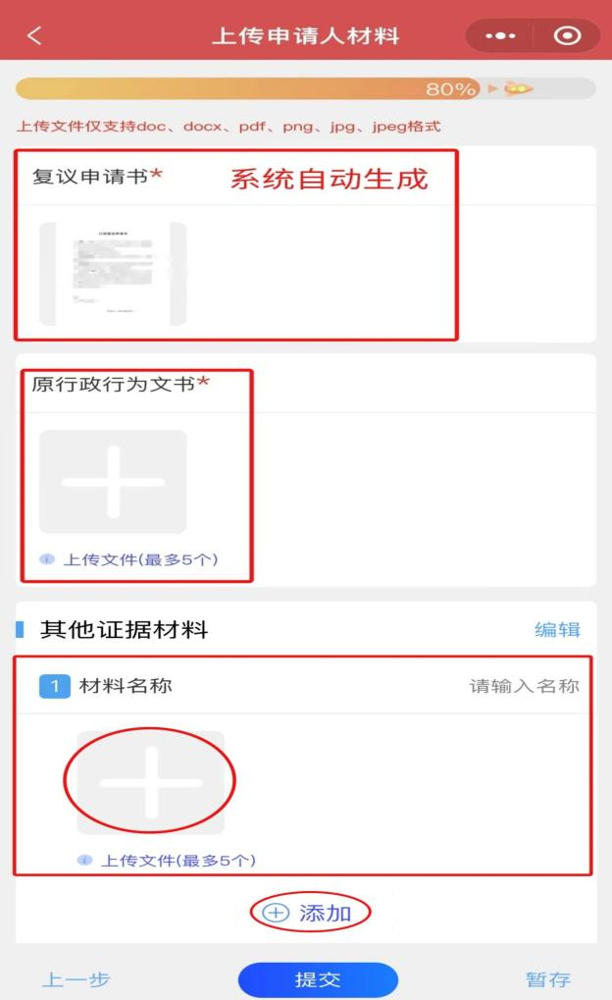 上传申请人材料
80%
上传文件仅支持doc、docx、pdf、png、jpg、jpeg格式
复议申请书* 系统自动生成
原行政行为文书*
上传文件(最多5个)
其他证据材料 编辑
1 材料名称 请输入名称
上传文件(最多5个)
添加
上一步 提交 暂存